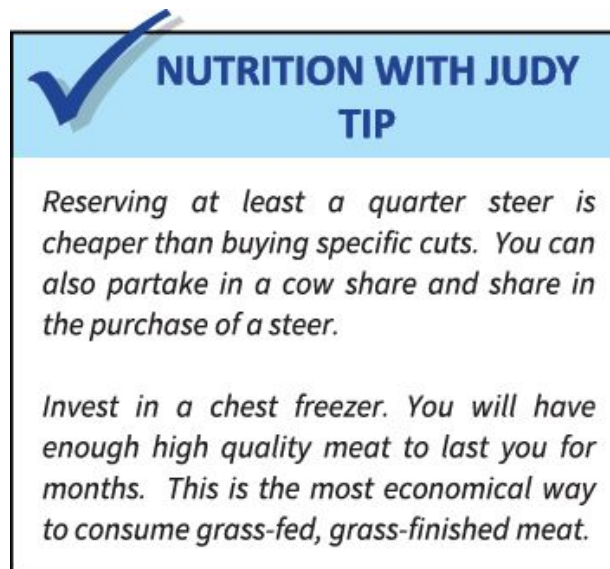 NUTRITION WITH JUDY
TIP
Reserving at least a quarter steer is
cheaper than buying specific cuts.  You can
also partake in a cow share and share in
the purchase of a steer.
Invest in a chest freezer. You will have
enough high quality meat to last you for
months.  This is the most economical way
to consume grass-fed, grass-finished meat.